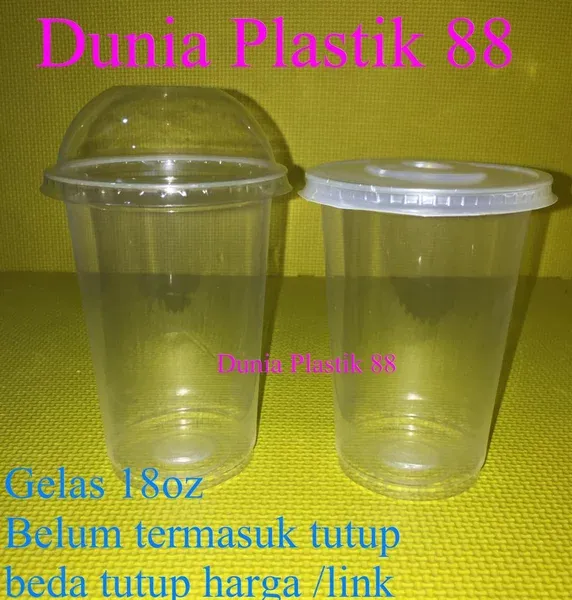 Dunia Plastik 88
Dunia Plastik 88
Gelas 18oz
Belum termasuk tutup
beda tutup harga /link